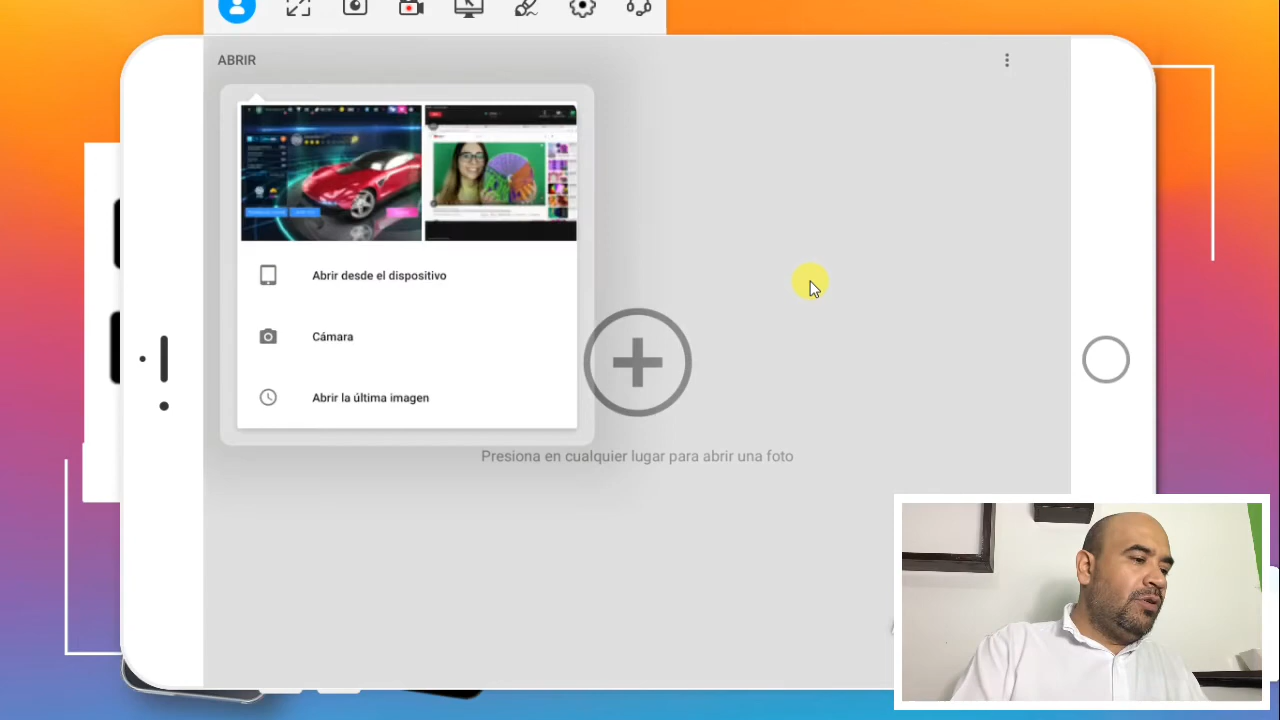 ABRIR
Abrir desde el dispositivo
Cámara
Abrir la última imagen
Presiona en cualquier lugar para abrir una foto